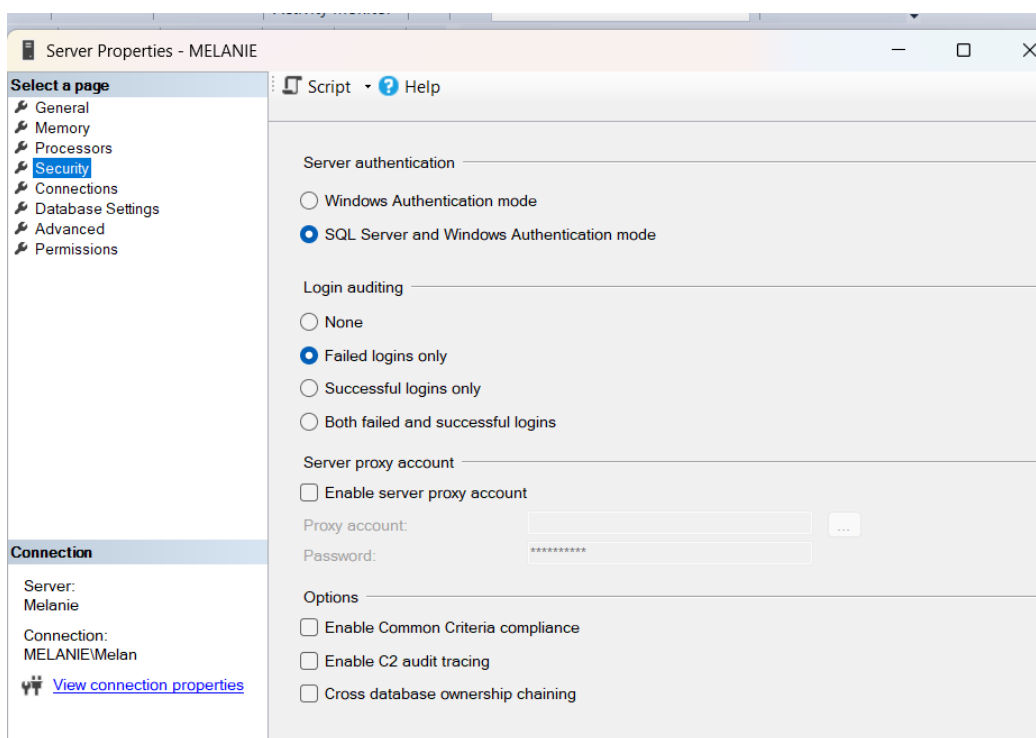 Activity Monitor
Server Properties - MELANIE
Select a page
General
Memory
Processors
Security
Connections
Database Settings
Advanced
Permissions
Script
Help
Server authentication
Windows Authentication mode
SQL Server and Windows Authentication mode
Login auditing
None
Failed logins only
Successful logins only
Both failed and successful logins
Server proxy account
Enable server proxy account
Proxy account:
...
Password:
**********
Options
Enable Common Criteria compliance
Enable C2 audit tracing
Cross database ownership chaining
Connection
Server:
Melanie
Connection:
MELANIE\Melan
View connection properties